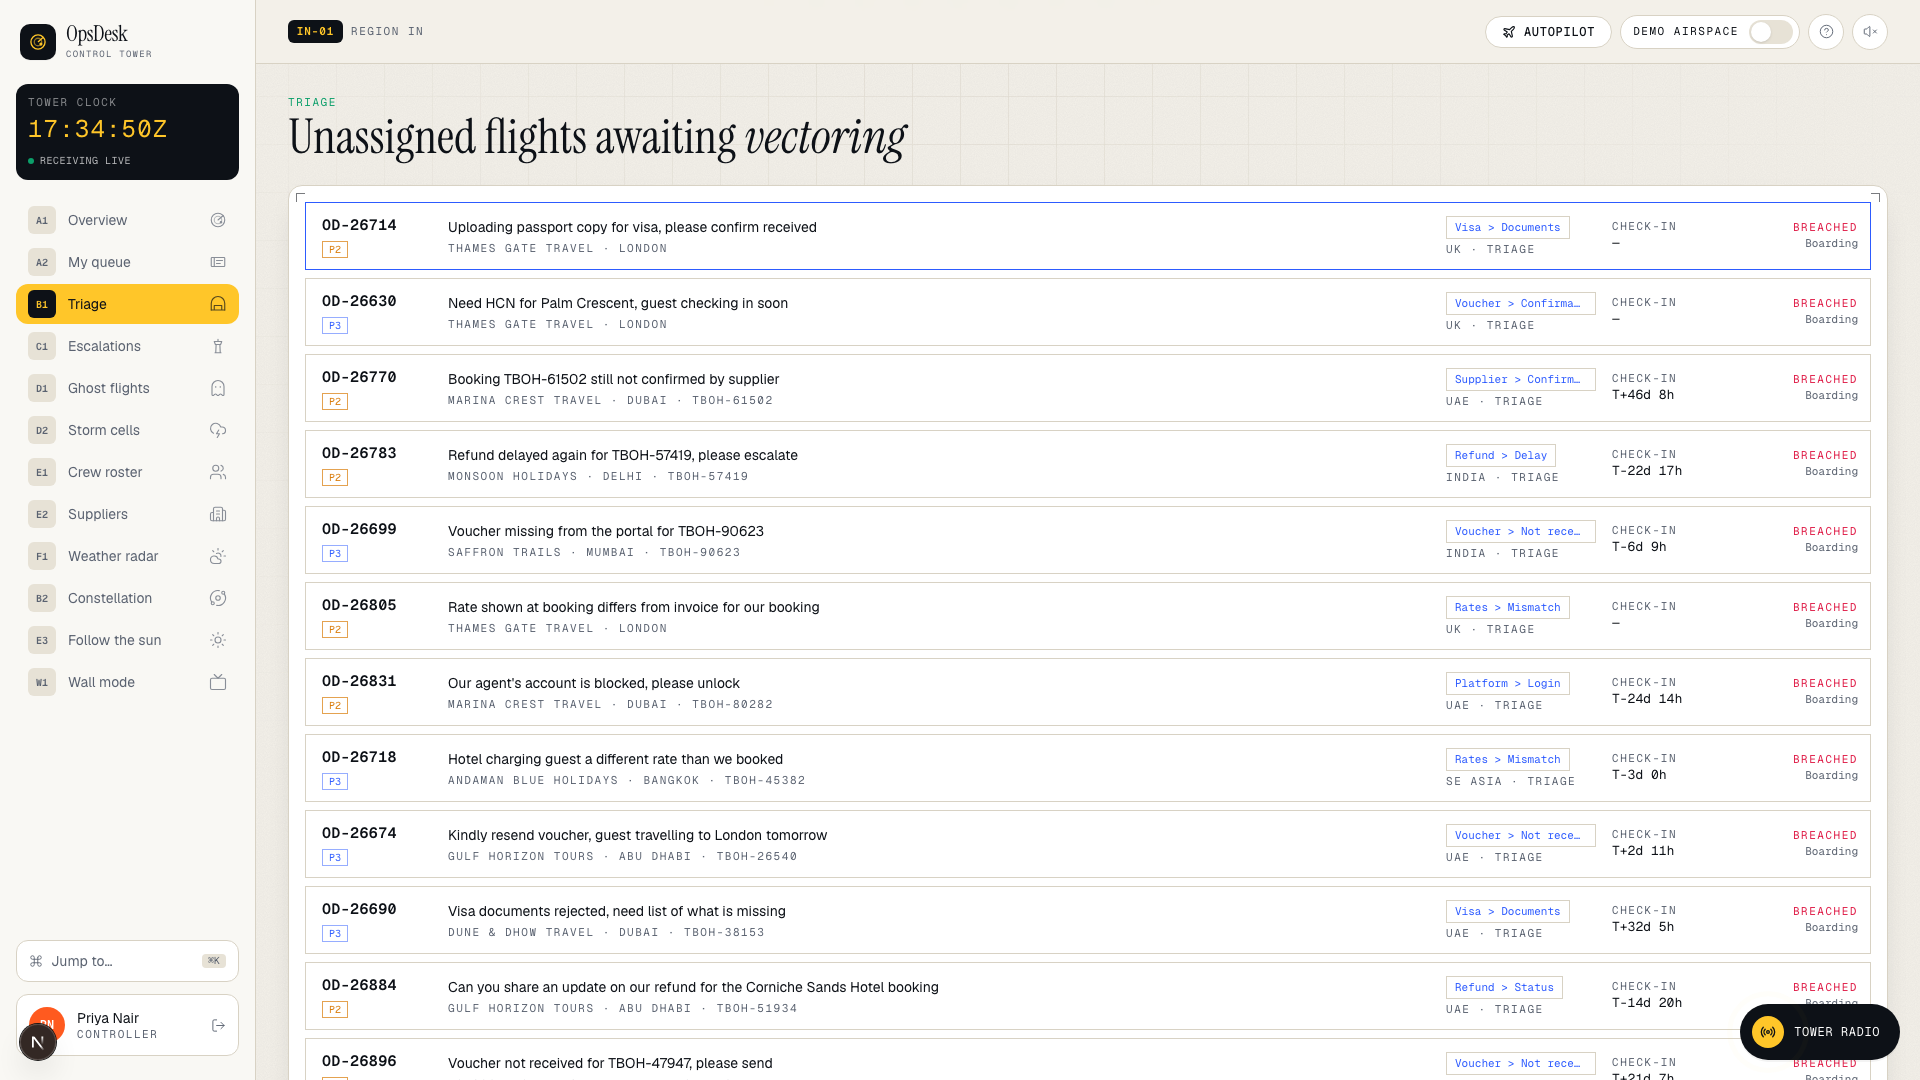 OpsDesk
CONTROL TOWER
TOWER CLOCK
17:34:50Z
RECEIVING LIVE
A1 Overview
A2 My queue
B1 Triage
C1 Escalations
D1 Ghost flights
D2 Storm cells
E1 Crew roster
E2 Suppliers
F1 Weather radar
B2 Constellation
E3 Follow the sun
W1 Wall mode
⌘ Jump to… ⌘K
Priya Nair
CONTROLLER
N
IN-01 REGION IN
AUTOPILOT
DEMO AIRSPACE
TRIAGE
Unassigned flights awaiting vectoring
OD-26714 Uploading passport copy for visa, please confirm received Visa > Documents CHECK-IN BREACHED
P2 THAMES GATE TRAVEL · LONDON UK · TRIAGE — Boarding
OD-26630 Need HCN for Palm Crescent, guest checking in soon Voucher > Confirma… CHECK-IN BREACHED
P3 THAMES GATE TRAVEL · LONDON UK · TRIAGE — Boarding
OD-26770 Booking TBOH-61502 still not confirmed by supplier Supplier > Confirm… CHECK-IN BREACHED
P2 MARINA CREST TRAVEL · DUBAI · TBOH-61502 UAE · TRIAGE T+46d 8h Boarding
OD-26783 Refund delayed again for TBOH-57419, please escalate Refund > Delay CHECK-IN BREACHED
P2 MONSOON HOLIDAYS · DELHI · TBOH-57419 INDIA · TRIAGE T-22d 17h Boarding
OD-26699 Voucher missing from the portal for TBOH-90623 Voucher > Not rece… CHECK-IN BREACHED
P3 SAFFRON TRAILS · MUMBAI · TBOH-90623 INDIA · TRIAGE T-6d 9h Boarding
OD-26805 Rate shown at booking differs from invoice for our booking Rates > Mismatch CHECK-IN BREACHED
P2 THAMES GATE TRAVEL · LONDON UK · TRIAGE — Boarding
OD-26831 Our agent's account is blocked, please unlock Platform > Login CHECK-IN BREACHED
P2 MARINA CREST TRAVEL · DUBAI · TBOH-80282 UAE · TRIAGE T-24d 14h Boarding
OD-26718 Hotel charging guest a different rate than we booked Rates > Mismatch CHECK-IN BREACHED
P3 ANDAMAN BLUE HOLIDAYS · BANGKOK · TBOH-45382 SE ASIA · TRIAGE T-3d 0h Boarding
OD-26674 Kindly resend voucher, guest travelling to London tomorrow Voucher > Not rece… CHECK-IN BREACHED
P3 GULF HORIZON TOURS · ABU DHABI · TBOH-26540 UAE · TRIAGE T+2d 11h Boarding
OD-26690 Visa documents rejected, need list of what is missing Visa > Documents CHECK-IN BREACHED
P3 DUNE & DHOW TRAVEL · DUBAI · TBOH-38153 UAE · TRIAGE T+32d 5h Boarding
OD-26884 Can you share an update on our refund for the Corniche Sands Hotel booking Refund > Status CHECK-IN BREACHED
P2 GULF HORIZON TOURS · ABU DHABI · TBOH-51934 UAE · TRIAGE T-14d 20h Boarding
OD-26896 Voucher not received for TBOH-47947, please send Voucher > Not rece… CHECK-IN BREACHED
T+21d 7h Boarding
TOWER RADIO